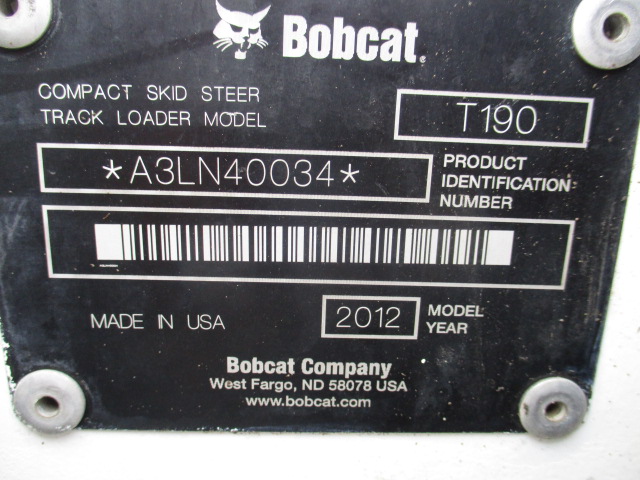 Bobcat.
COMPACT SKID STEER
TRACK LOADER MODEL
T190
*A3LN40034*
PRODUCT
IDENTIFICATION
NUMBER
MADE IN USA
2012
MODEL
YEAR
Bobcat Company
West Fargo, ND 58078 USA
www.bobcat.com